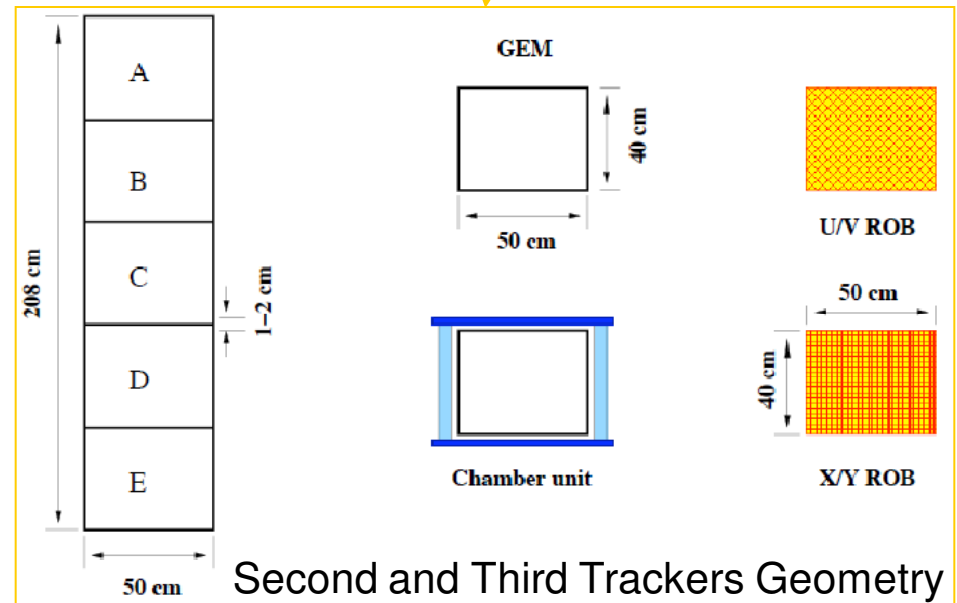 GEM
A
B
C
D
E
208 cm
50 cm
1–2 cm
40 cm
50 cm
Chamber unit
U/V ROB
50 cm
40 cm
X/Y ROB
Second and Third Trackers Geometry